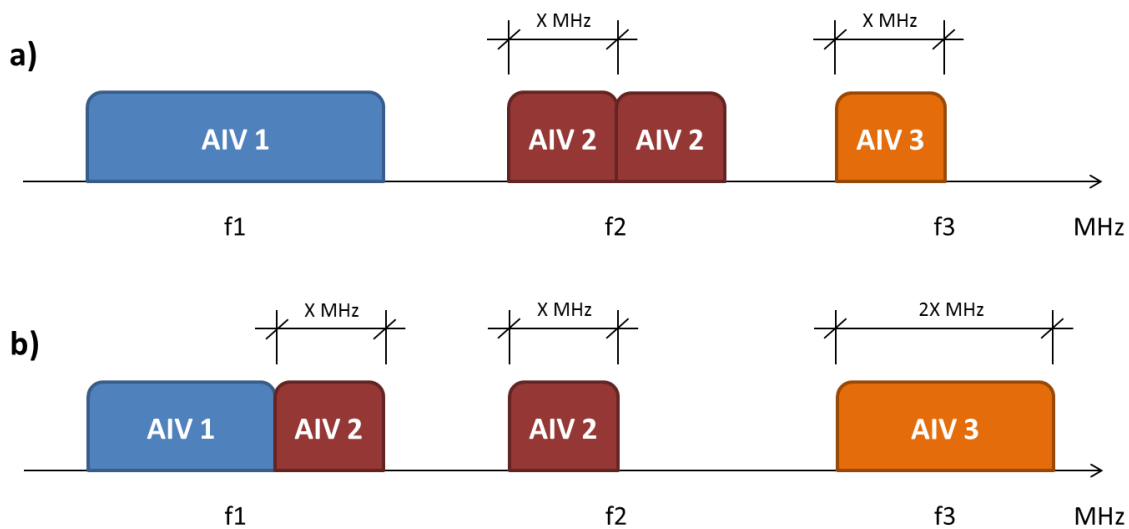 X MHz X MHz
a)
AIV 1 AIV 2 AIV 2 AIV 3
f1 f2 f3 MHz
X MHz X MHz 2X MHz
b)
AIV 1 AIV 2 AIV 2 AIV 3
f1 f2 f3 MHz